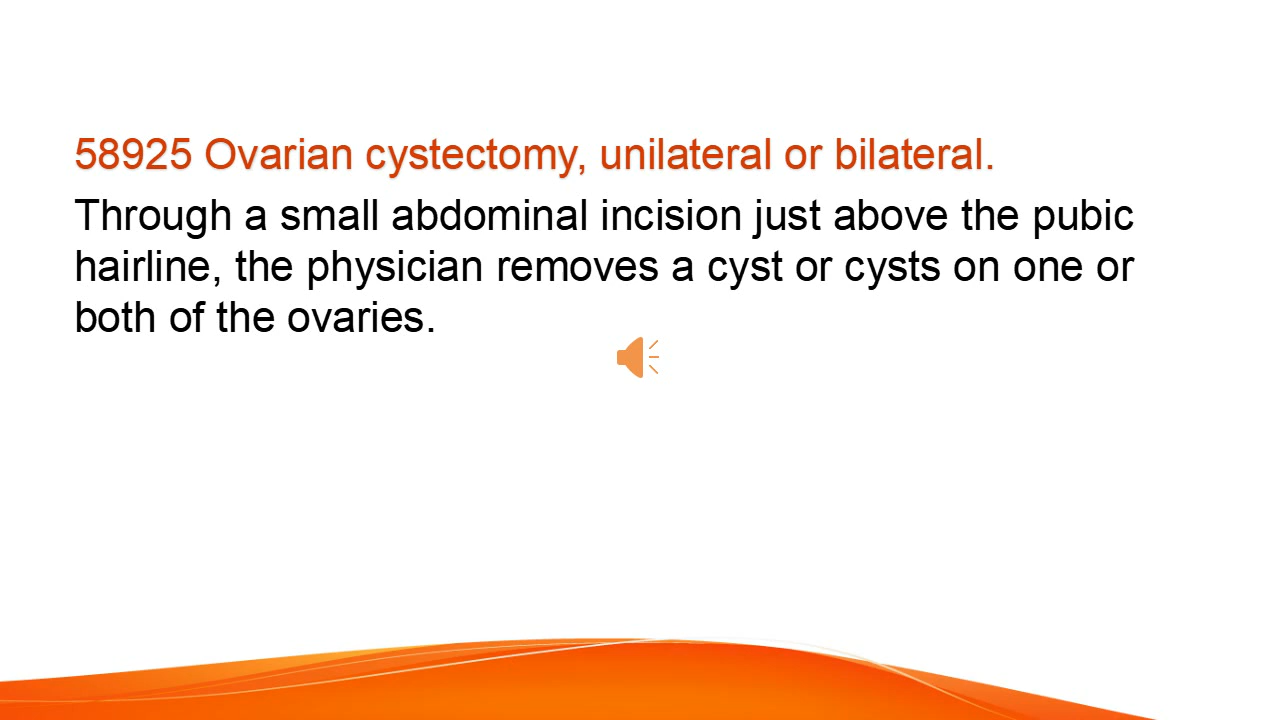 58925 Ovarian cystectomy, unilateral or bilateral.
Through a small abdominal incision just above the pubic
hairline, the physician removes a cyst or cysts on one or
both of the ovaries.